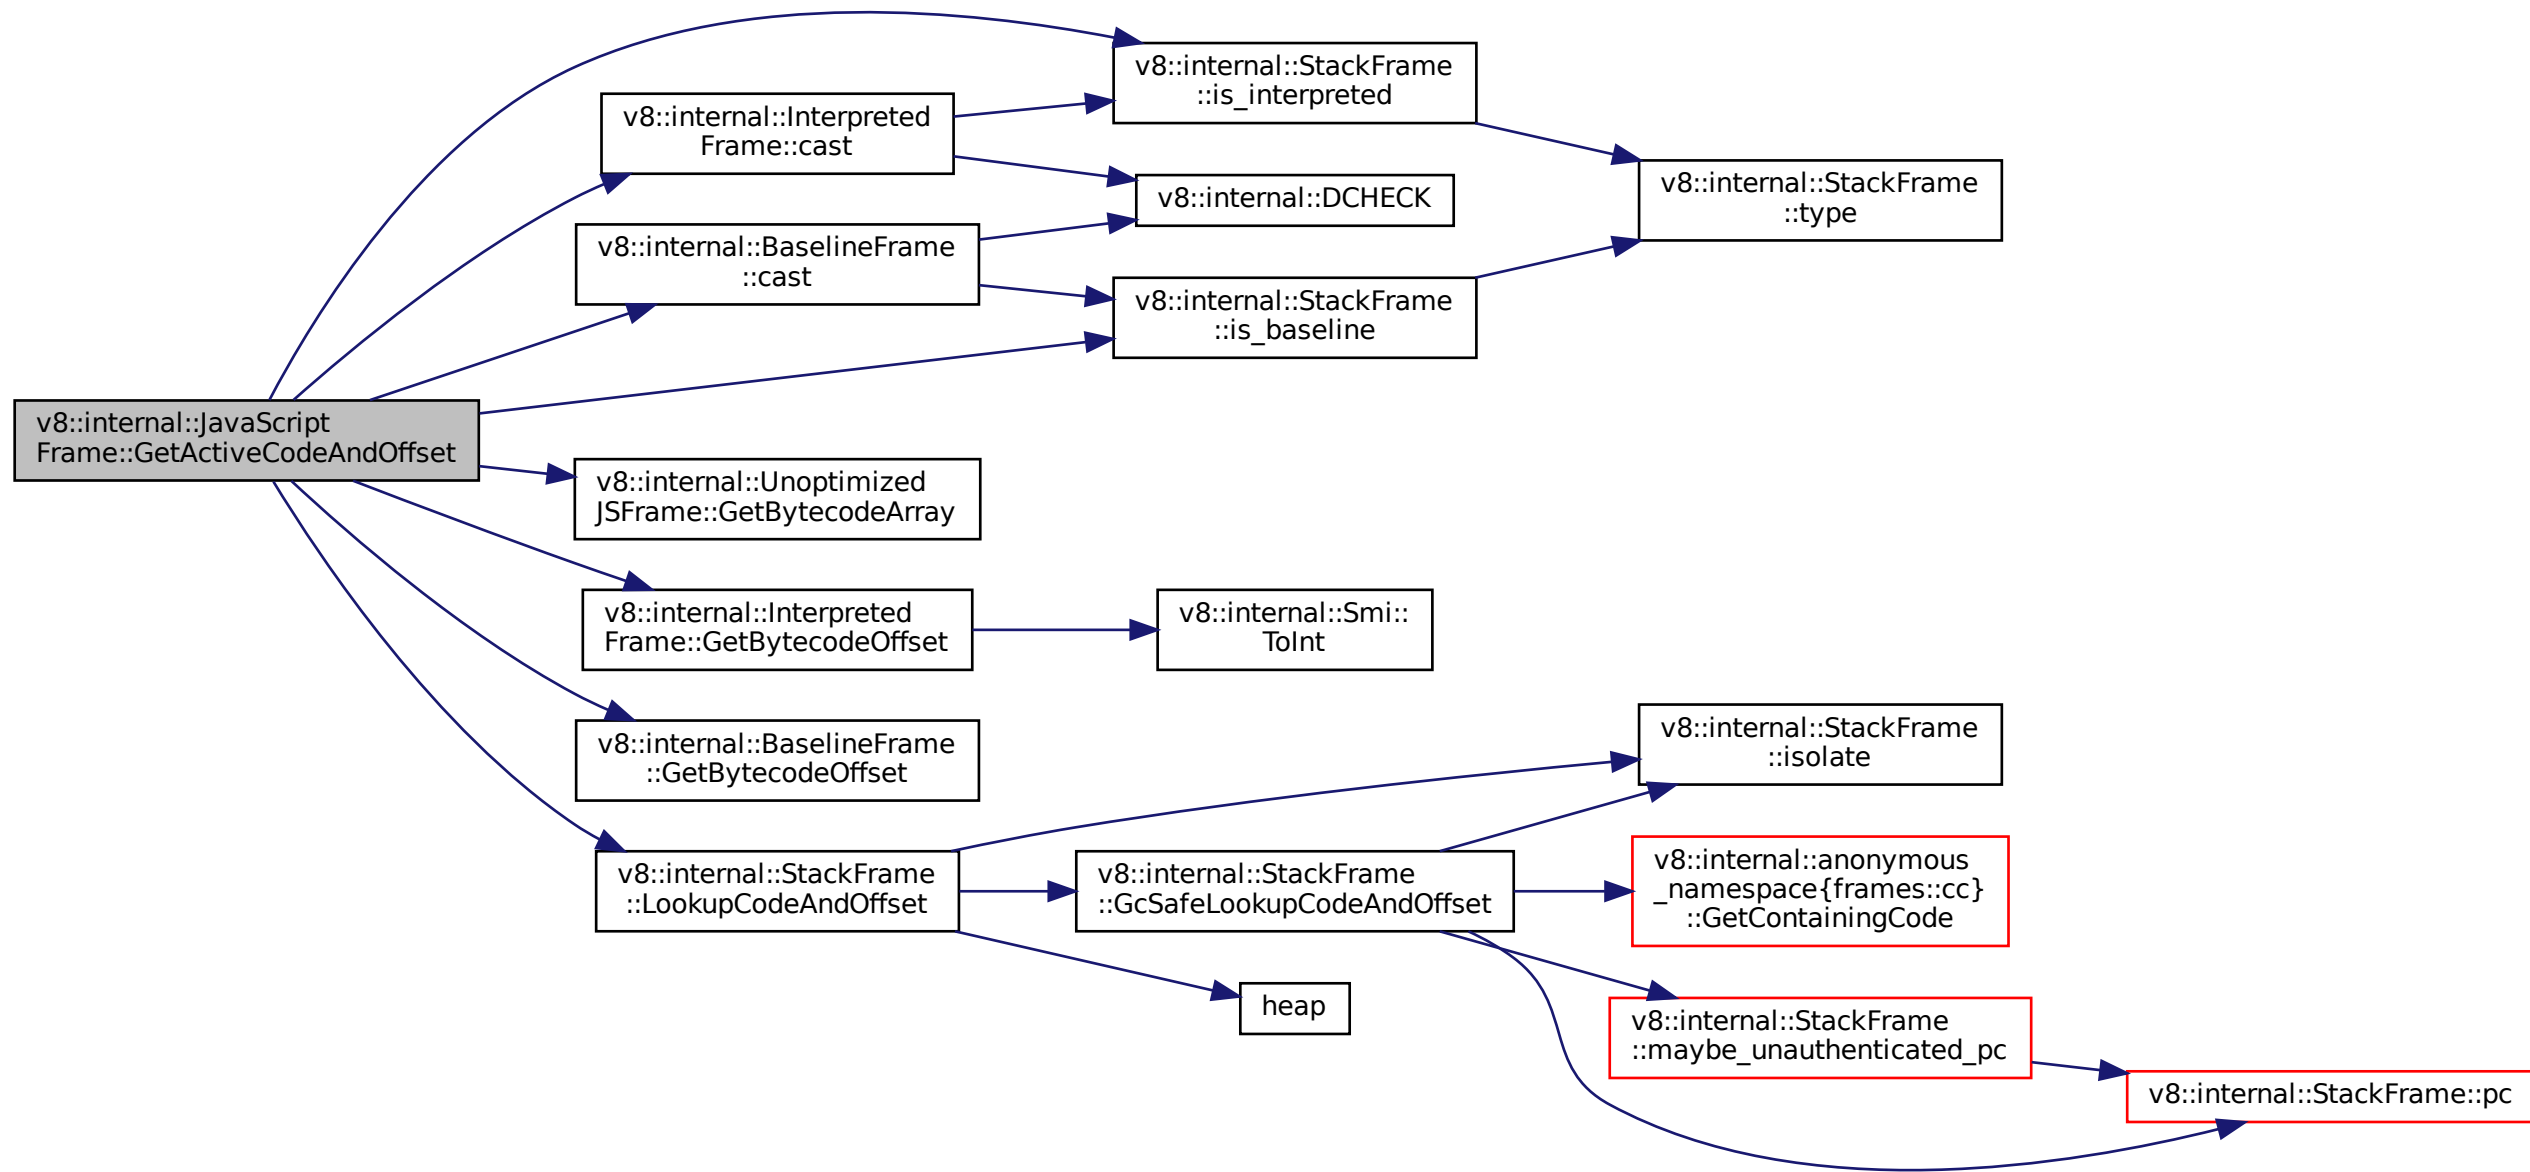 v8::internal::JavaScript
Frame::GetActiveCodeAndOffset
v8::internal::StackFrame
::is_interpreted
v8::internal::Interpreted
Frame::cast
v8::internal::DCHECK
v8::internal::StackFrame
::type
v8::internal::BaselineFrame
::cast
v8::internal::StackFrame
::is_baseline
v8::internal::Unoptimized
JSFrame::GetBytecodeArray
v8::internal::Interpreted
Frame::GetBytecodeOffset
v8::internal::Smi::
ToInt
v8::internal::BaselineFrame
::GetBytecodeOffset
v8::internal::StackFrame
::LookupCodeAndOffset
v8::internal::StackFrame
::GcSafeLookupCodeAndOffset
heap
v8::internal::StackFrame
::isolate
v8::internal::anonymous
_namespace{frames::cc}
::GetContainingCode
v8::internal::StackFrame
::maybe_unauthenticated_pc
v8::internal::StackFrame::pc